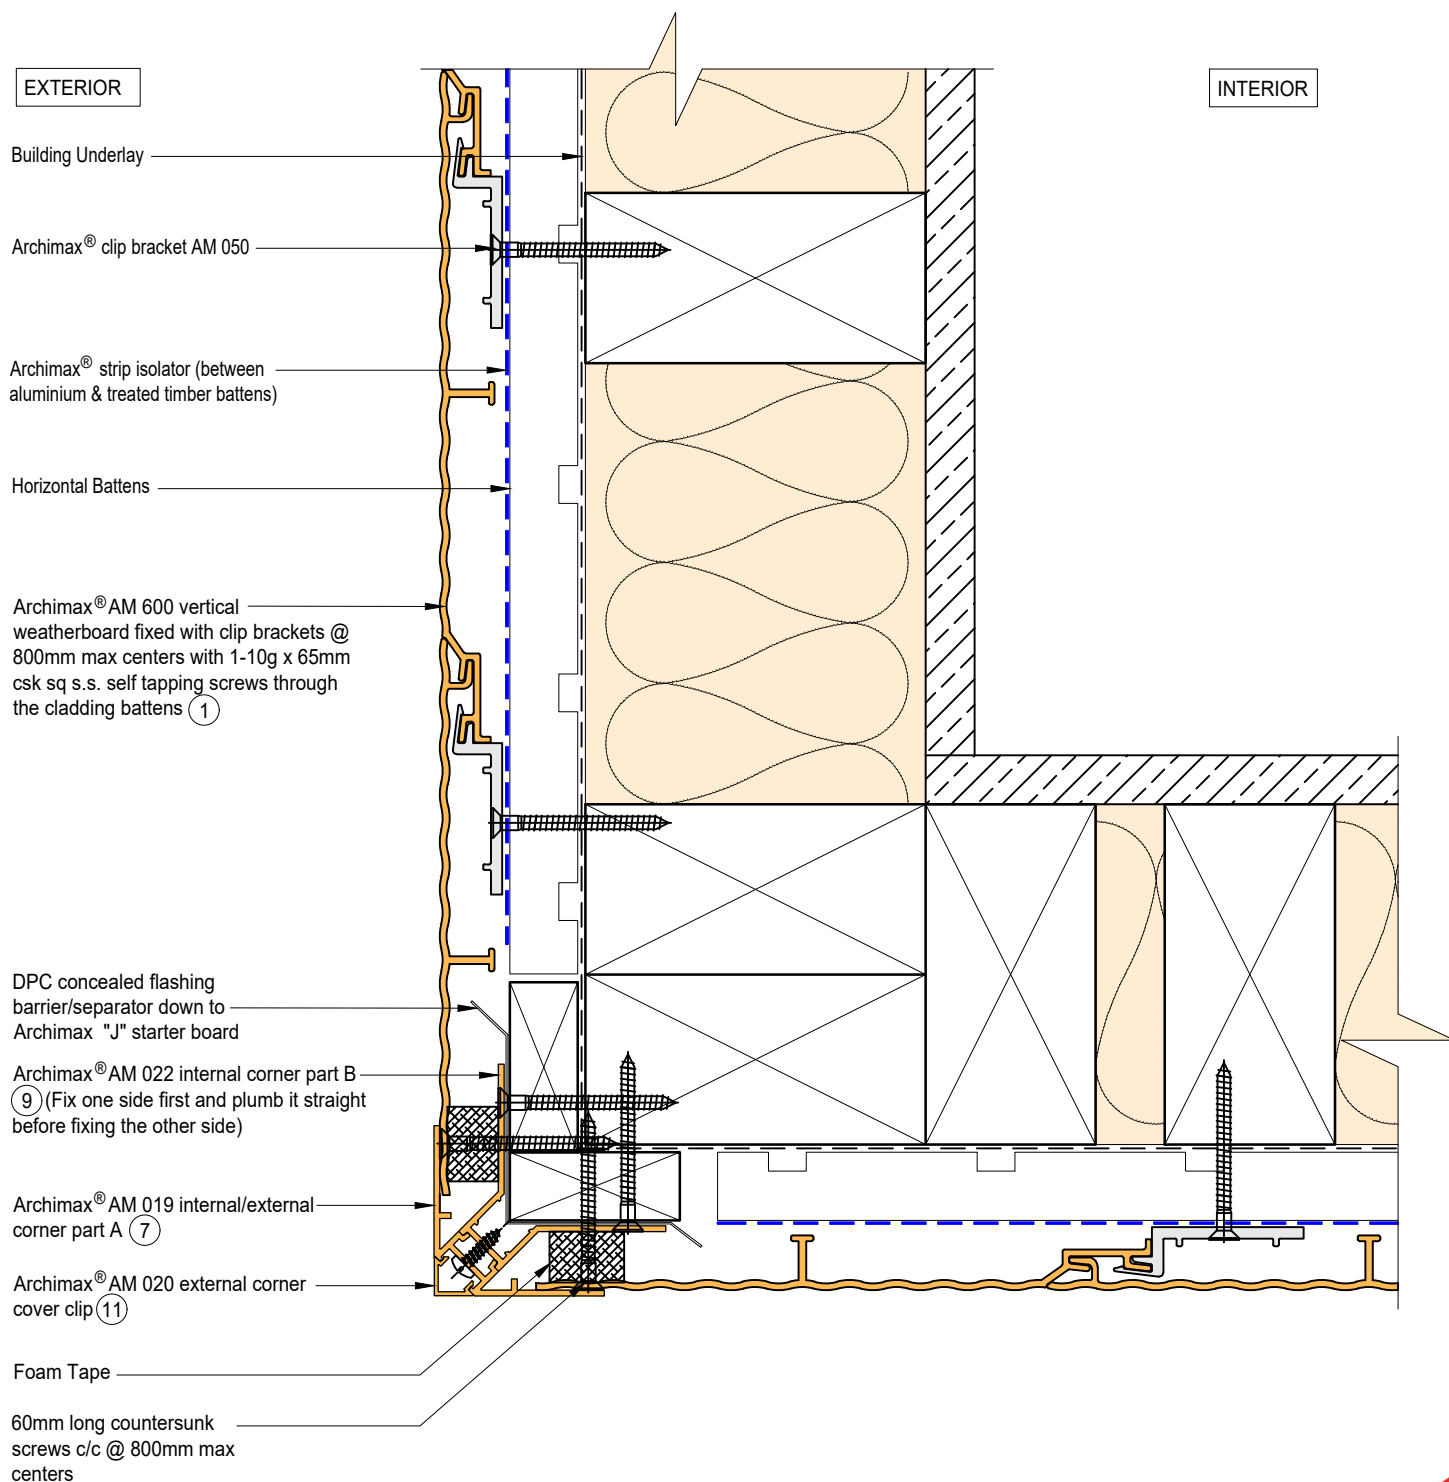 EXTERIOR
INTERIOR
Building Underlay
Archimax® clip bracket AM 050
Archimax® strip isolator (between
aluminium & treated timber battens)
Horizontal Battens
Archimax® AM 600 vertical
weatherboard fixed with clip brackets @
800mm max centers with 1-10g x 65mm
csk sq s.s. self tapping screws through
the cladding battens 1
DPC concealed flashing
barrier/separator down to
Archimax "J" starter board
Archimax® AM 022 internal corner part B
9 (Fix one side first and plumb it straight
before fixing the other side)
Archimax® AM 019 internal/external
corner part A 7
Archimax® AM 020 external corner
cover clip 11
Foam Tape
60mm long countersunk
screws c/c @ 800mm max
centers